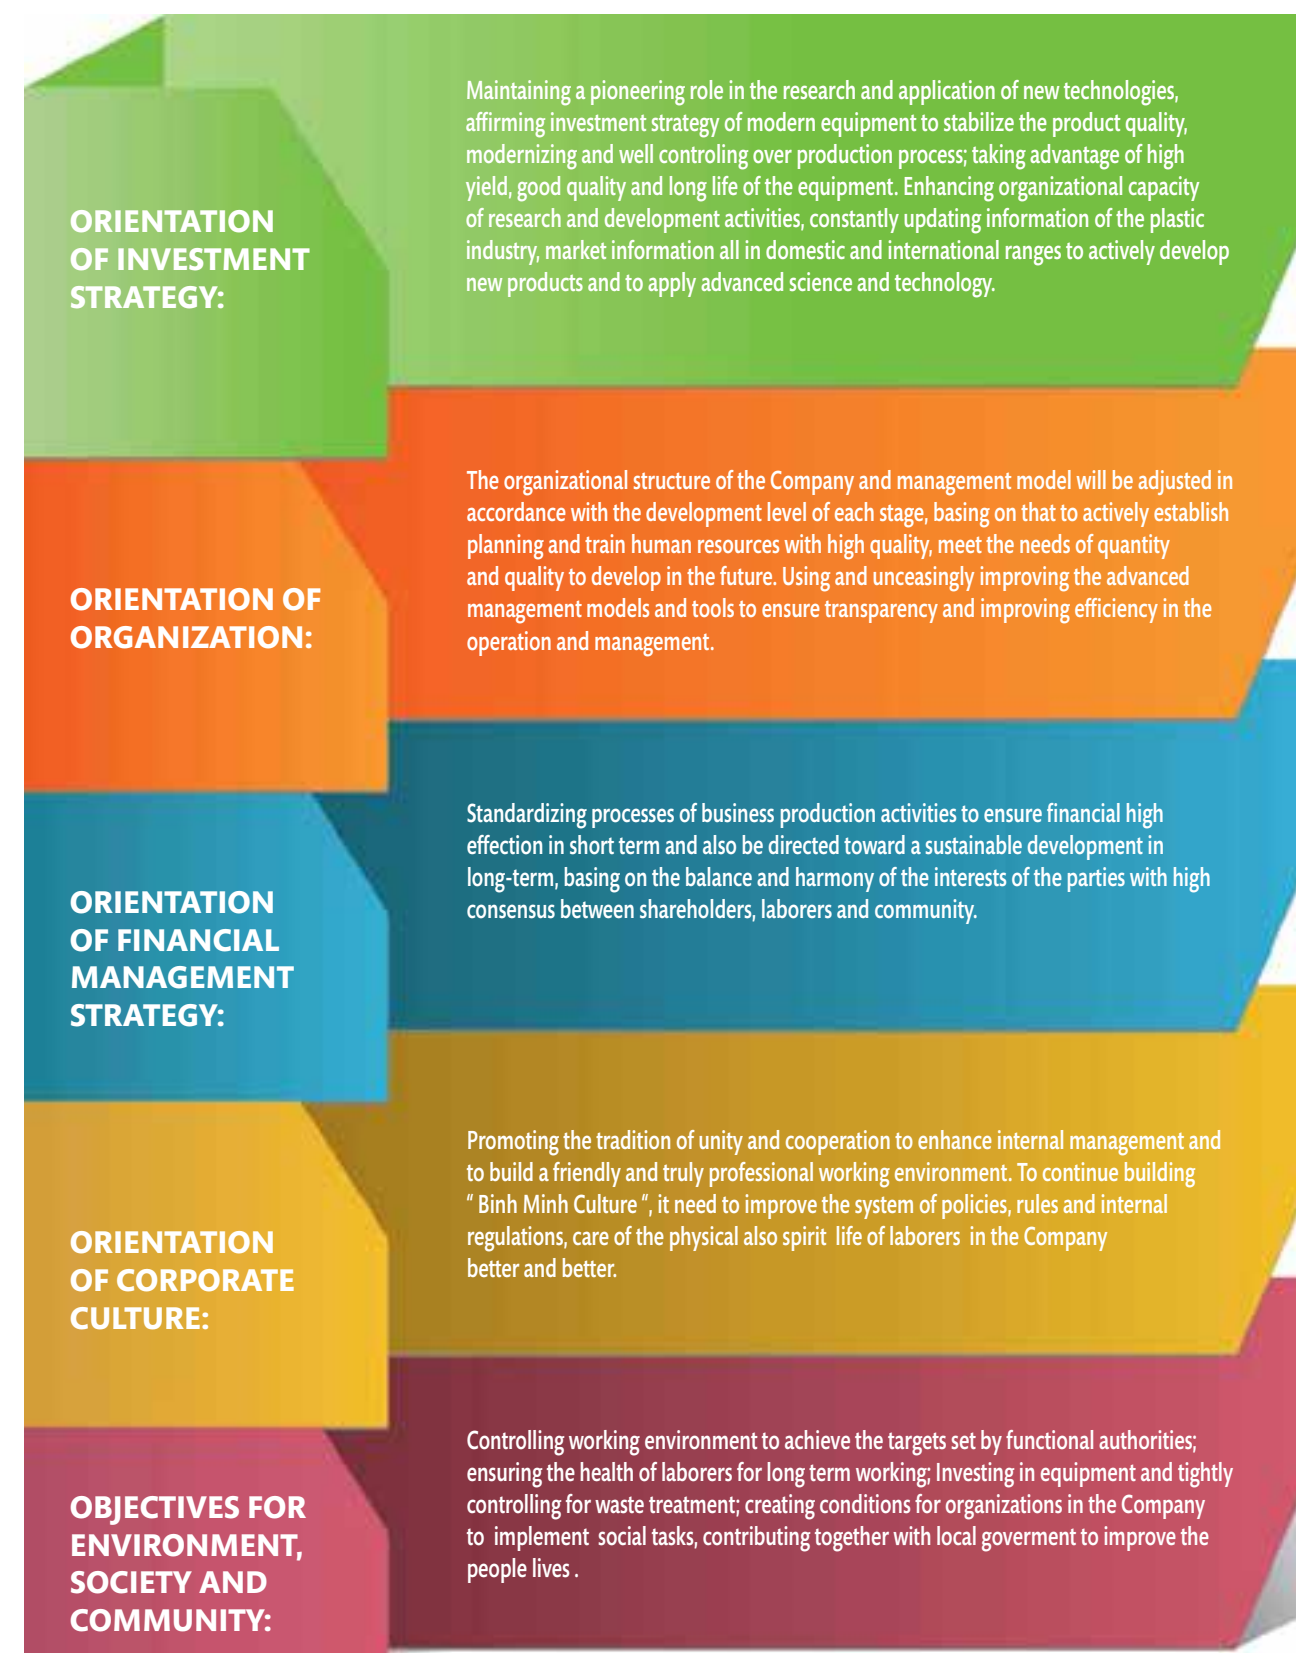 ORIENTATION
OF INVESTMENT
STRATEGY:
Maintaining a pioneering role in the research and application of new technologies,
affirming investment strategy of modern equipment to stabilize the product quality,
modernizing and well controling over production process; taking advantage of high
yield, good quality and long life of the equipment. Enhancing organizational capacity
of research and development activities, constantly updating information of the plastic
industry, market information all in domestic and international ranges to actively develop
new products and to apply advanced science and technology.
ORIENTATION OF
ORGANIZATION:
The organizational structure of the Company and management model will be adjusted in
accordance with the development level of each stage, basing on that to actively establish
planning and train human resources with high quality, meet the needs of quantity
and quality to develop in the future. Using and unceasingly improving the advanced
management models and tools to ensure transparency and improving efficiency in the
operation and management.
ORIENTATION
OF FINANCIAL
MANAGEMENT
STRATEGY:
Standardizing processes of business production activities to ensure financial high
effection in short term and also be directed toward a sustainable development in
long-term, basing on the balance and harmony of the interests of the parties with high
consensus between shareholders, laborers and community.
ORIENTATION
OF CORPORATE
CULTURE:
Promoting the tradition of unity and cooperation to enhance internal management and
to build a friendly and truly professional working environment. To continue building
“ Binh Minh Culture “, it need to improve the system of policies, rules and internal
regulations, care of the physical also spirit life of laborers in the Company
better and better.
OBJECTIVES FOR
ENVIRONMENT,
SOCIETY AND
COMMUNITY:
Controlling working environment to achieve the targets set by functional authorities;
ensuring the health of laborers for long term working; Investing in equipment and tightly
controlling for waste treatment; creating conditions for organizations in the Company
to implement social tasks, contributing together with local goverment to improve the
people lives .